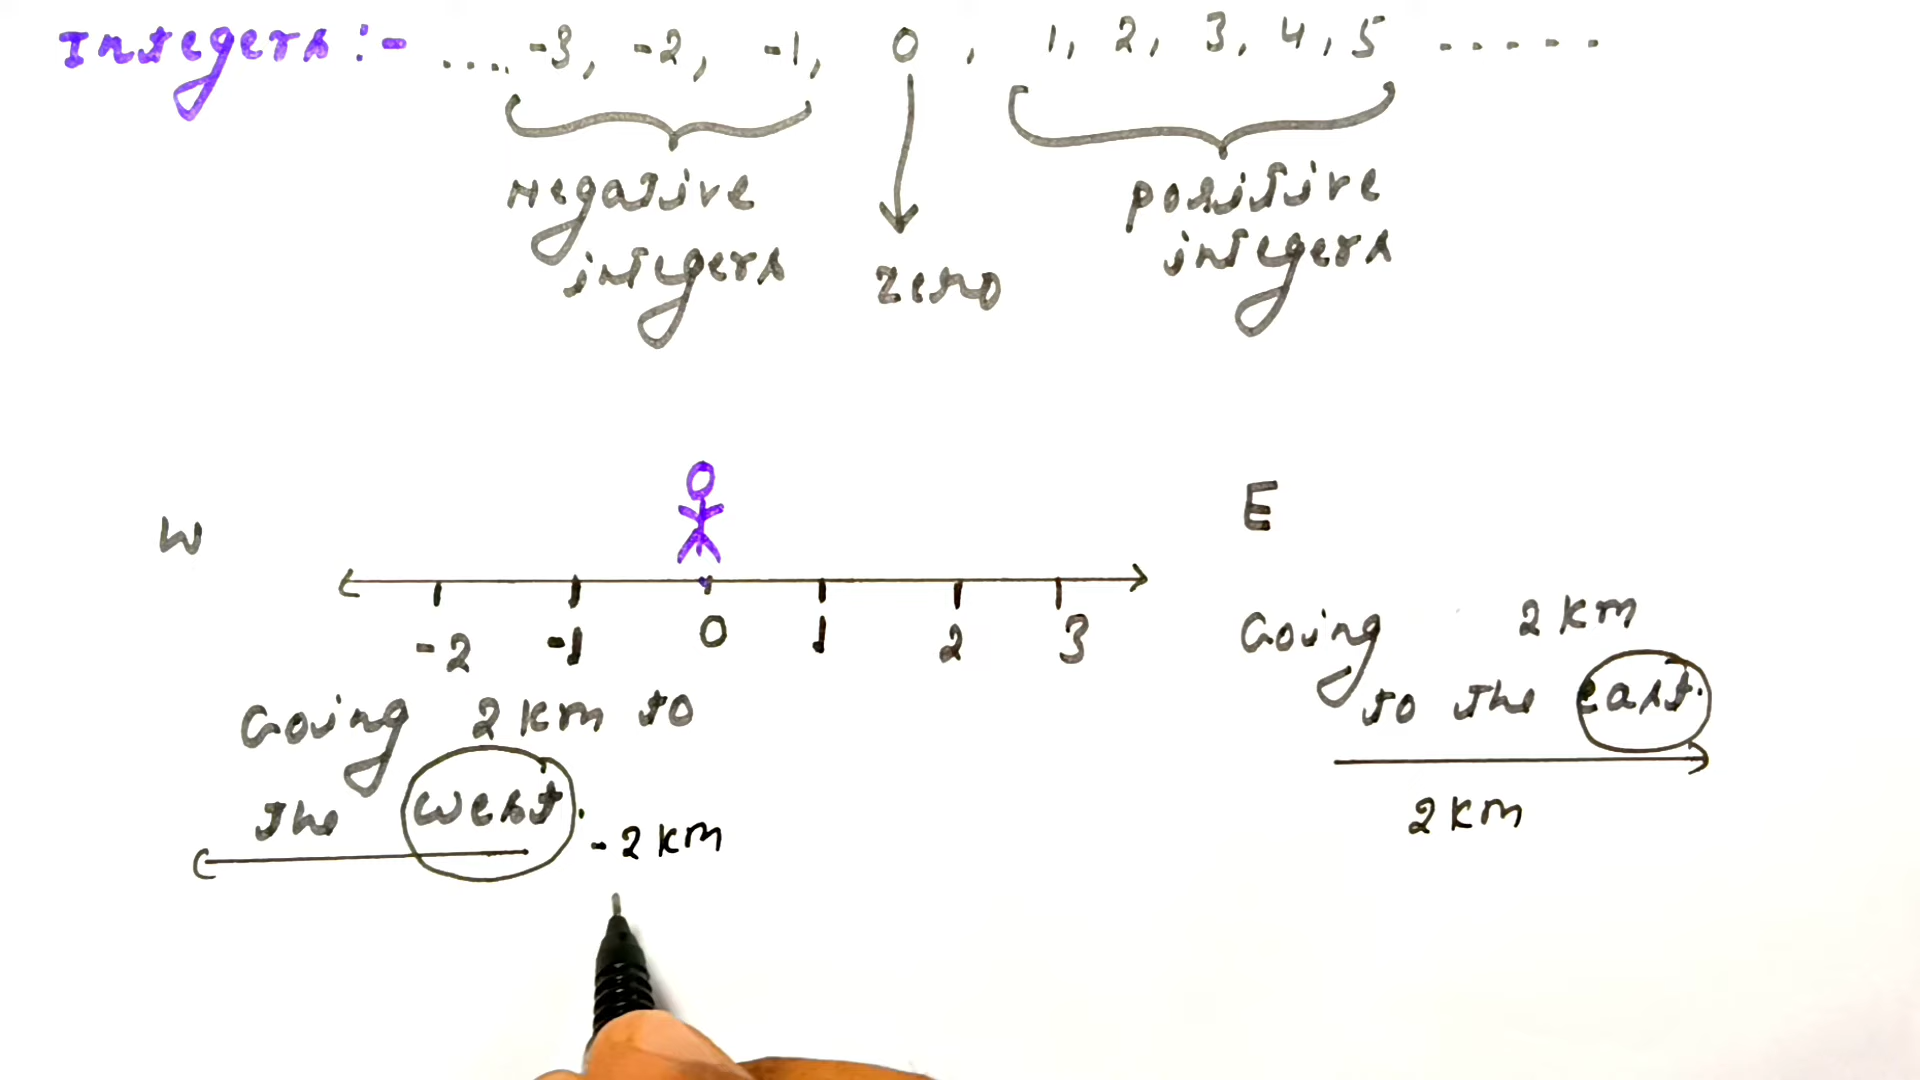 Integers :- .... -3, -2, -1, 0, 1, 2, 3, 4, 5 ......
Negative
integers
zero
positive
integers
W
E
-2 -1 0 1 2 3
Going 2 km to
the west.
-2 km
Going 2 km
to the east.
2 km